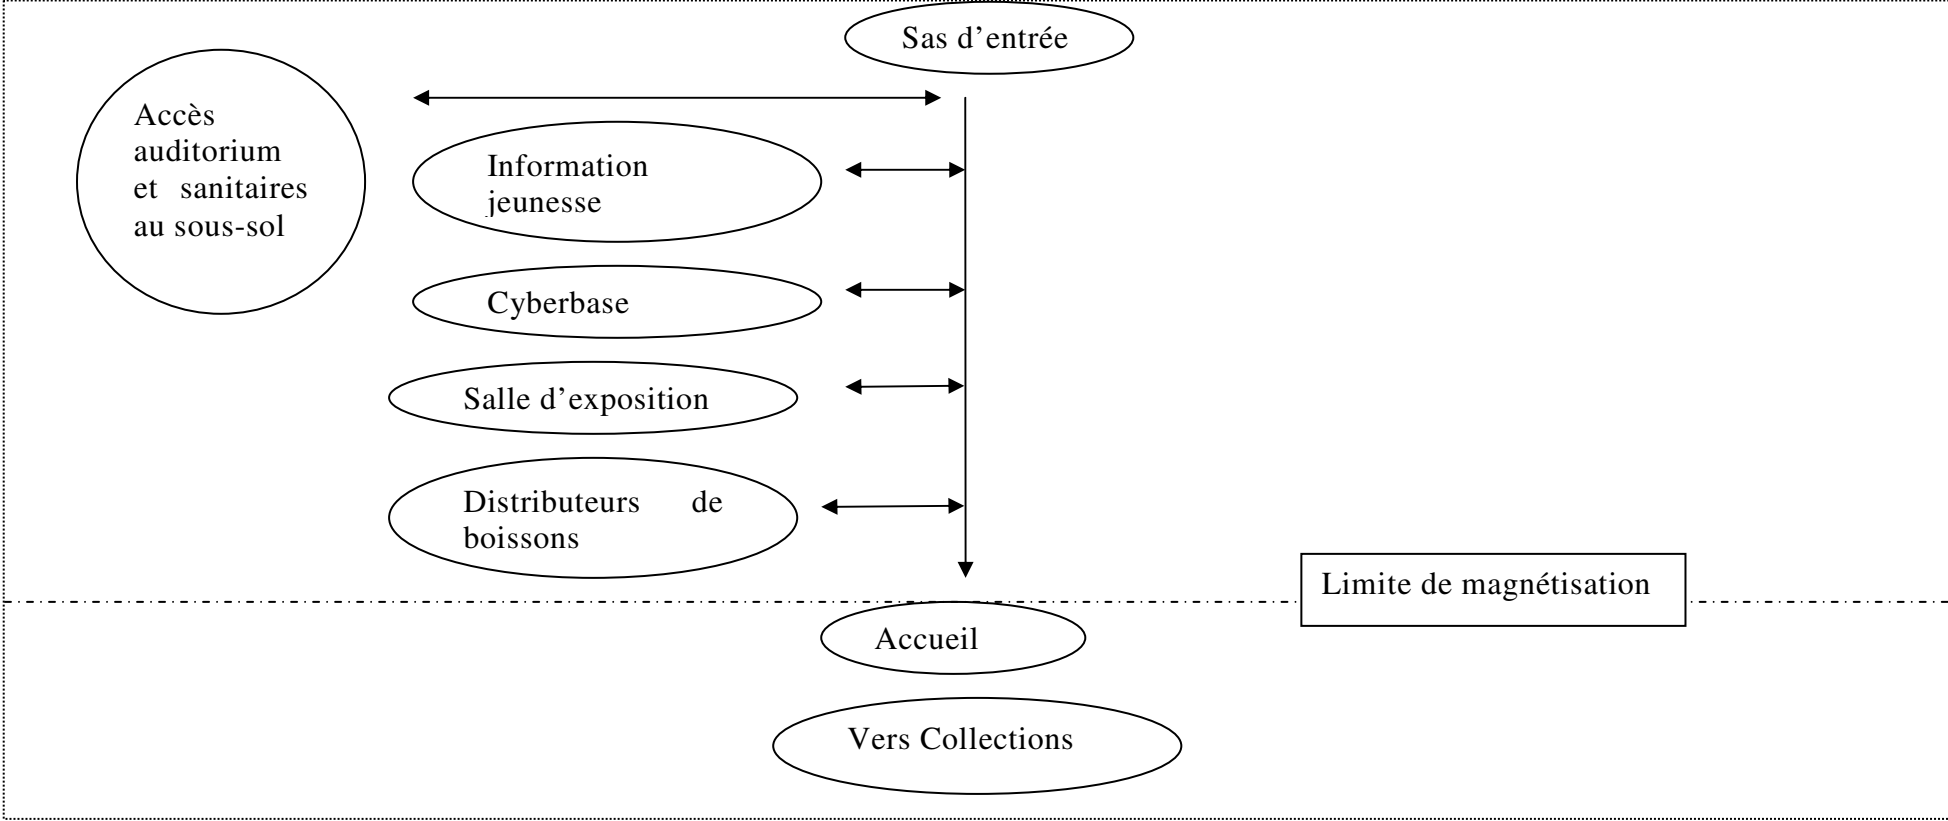 Sas d’entrée
Accès
auditorium
et sanitaires
au sous-sol
Information
jeunesse
Cyberbase
Salle d’exposition
Distributeurs de
boissons
Limite de magnétisation
Accueil
Vers Collections